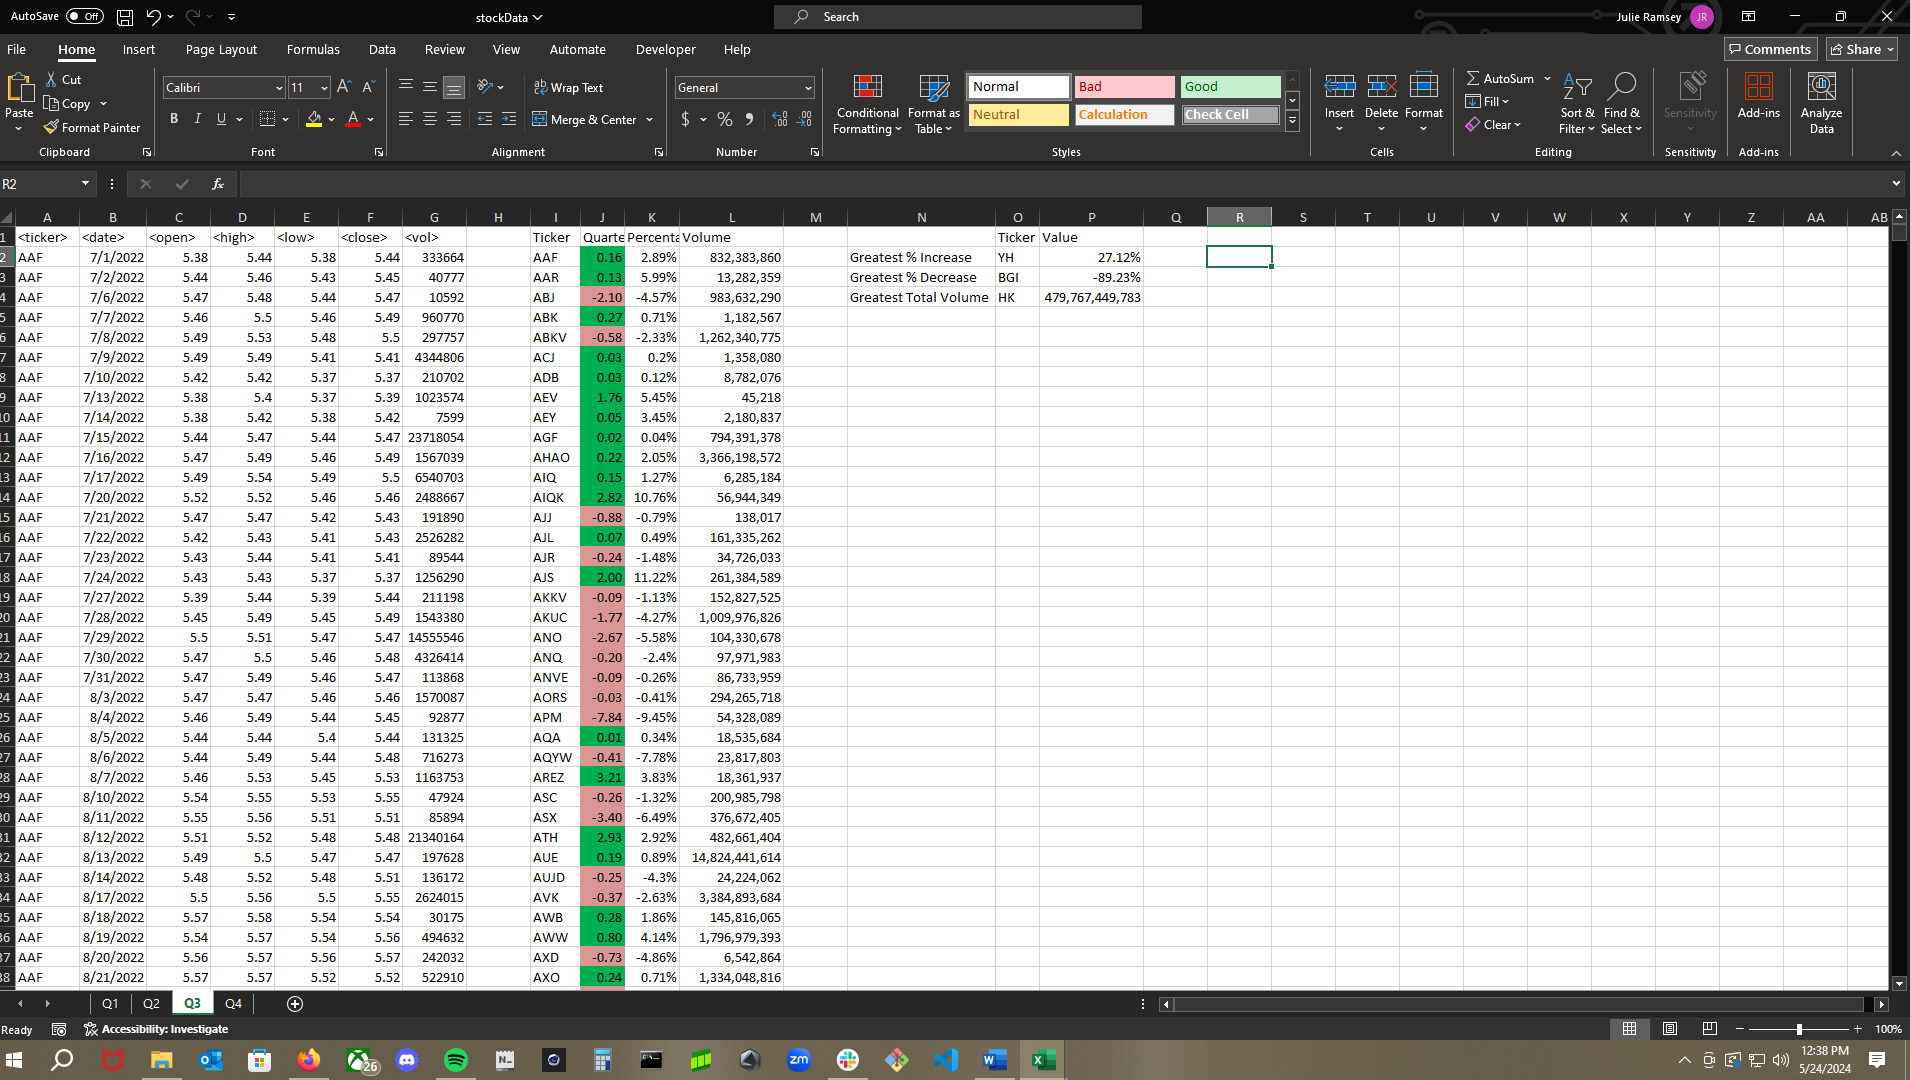 AutoSave Off stockData Search Julie Ramsey JR
File Home Insert Page Layout Formulas Data Review View Automate Developer Help Comments Share
Paste Cut Copy Format Painter Clipboard
Calibri 11 A A B I U A Font
Wrap Text Merge & Center Alignment
General $ % 9 Number
Conditional Formatting Format as Table Normal Bad Good Neutral Calculation Check Cell Styles
Insert Delete Format Cells
AutoSum Fill Clear Sort & Filter Find & Select Editing
Sensitivity Sensitivity Add-ins Add-ins Analyze Data
R2 fx
A B C D E F G H I J K L M N O P Q R S T U V W X Y Z AA AB
1 <ticker> <date> <open> <high> <low> <close> <vol> Ticker Quarte Percenta Volume Ticker Value
2 AAF 7/1/2022 5.38 5.44 5.38 5.44 333664 AAF 0.16 2.89% 832,383,860 Greatest % Increase YH 27.12%
3 AAF 7/2/2022 5.44 5.46 5.43 5.45 40777 AAR 0.13 5.99% 13,282,359 Greatest % Decrease BGI -89.23%
4 AAF 7/6/2022 5.47 5.48 5.44 5.47 10592 ABJ -2.10 -4.57% 983,632,290 Greatest Total Volume HK 479,767,449,783
5 AAF 7/7/2022 5.46 5.5 5.46 5.49 960770 ABK 0.27 0.71% 1,182,567
6 AAF 7/8/2022 5.49 5.53 5.48 5.5 297757 ABKV -0.58 -2.33% 1,262,340,775
7 AAF 7/9/2022 5.49 5.49 5.41 5.41 4344806 ACJ 0.03 0.2% 1,358,080
8 AAF 7/10/2022 5.42 5.42 5.37 5.37 210702 ADB 0.03 0.12% 8,782,076
9 AAF 7/13/2022 5.38 5.4 5.37 5.39 1023574 AEV 1.76 5.45% 45,218
10 AAF 7/14/2022 5.38 5.42 5.38 5.42 7599 AEY 0.05 3.45% 2,180,837
11 AAF 7/15/2022 5.44 5.47 5.44 5.47 23718054 AGF 0.02 0.04% 794,391,378
12 AAF 7/16/2022 5.47 5.49 5.46 5.49 1567039 AHAO 0.22 2.05% 3,366,198,572
13 AAF 7/17/2022 5.49 5.54 5.49 5.5 6540703 AIQ 0.15 1.27% 6,285,184
14 AAF 7/20/2022 5.52 5.52 5.46 5.46 2488667 AIQK 2.82 10.76% 56,944,349
15 AAF 7/21/2022 5.47 5.47 5.42 5.43 191890 AJJ -0.88 -0.79% 138,017
16 AAF 7/22/2022 5.42 5.43 5.41 5.43 2526282 AJL 0.07 0.49% 161,335,262
17 AAF 7/23/2022 5.43 5.44 5.41 5.41 89544 AJR -0.24 -1.48% 34,726,033
18 AAF 7/24/2022 5.43 5.43 5.37 5.37 1256290 AJS 2.00 11.22% 261,384,589
19 AAF 7/27/2022 5.39 5.44 5.39 5.44 211198 AKKV -0.09 -1.13% 152,827,525
20 AAF 7/28/2022 5.45 5.49 5.45 5.49 1543380 AKUC -1.77 -4.27% 1,009,976,826
21 AAF 7/29/2022 5.5 5.51 5.47 5.47 14555546 ANO -2.67 -5.58% 104,330,678
22 AAF 7/30/2022 5.47 5.5 5.46 5.48 4326414 ANQ -0.20 -2.4% 97,971,983
23 AAF 7/31/2022 5.47 5.49 5.46 5.47 113868 ANVE -0.09 -0.26% 86,733,959
24 AAF 8/3/2022 5.47 5.47 5.46 5.46 1570087 AORS -0.03 -0.41% 294,265,718
25 AAF 8/4/2022 5.46 5.49 5.44 5.45 92877 APM -7.84 -9.45% 54,328,089
26 AAF 8/5/2022 5.44 5.44 5.4 5.44 131325 AQA 0.01 0.34% 18,535,684
27 AAF 8/6/2022 5.44 5.49 5.44 5.48 716273 AQYW -0.41 -7.78% 23,817,803
28 AAF 8/7/2022 5.46 5.53 5.45 5.53 1163753 AREZ 3.21 3.83% 18,361,937
29 AAF 8/10/2022 5.54 5.55 5.53 5.55 47924 ASC -0.26 -1.32% 200,985,798
30 AAF 8/11/2022 5.55 5.56 5.51 5.51 85894 ASX -3.40 -6.49% 376,672,405
31 AAF 8/12/2022 5.51 5.52 5.48 5.48 21340164 ATH 2.93 2.92% 482,661,404
32 AAF 8/13/2022 5.49 5.5 5.47 5.47 197628 AUE 0.19 0.89% 14,824,441,614
33 AAF 8/14/2022 5.48 5.52 5.48 5.51 136172 AUJD -0.25 -4.3% 24,224,062
34 AAF 8/17/2022 5.5 5.56 5.5 5.55 2624015 AVK -0.37 -2.63% 3,384,893,684
35 AAF 8/18/2022 5.57 5.58 5.54 5.54 30175 AWB 0.28 1.86% 145,816,065
36 AAF 8/19/2022 5.54 5.57 5.54 5.56 494632 AWW 0.80 4.14% 1,796,979,393
37 AAF 8/20/2022 5.56 5.57 5.56 5.57 242032 AXD -0.73 -4.86% 6,542,864
38 AAF 8/21/2022 5.57 5.57 5.52 5.52 522910 AXO 0.24 0.71% 1,334,048,816
Q1 Q2 Q3 Q4
Ready Accessibility: Investigate 100%
26 zm 12:38 PM
5/24/2024